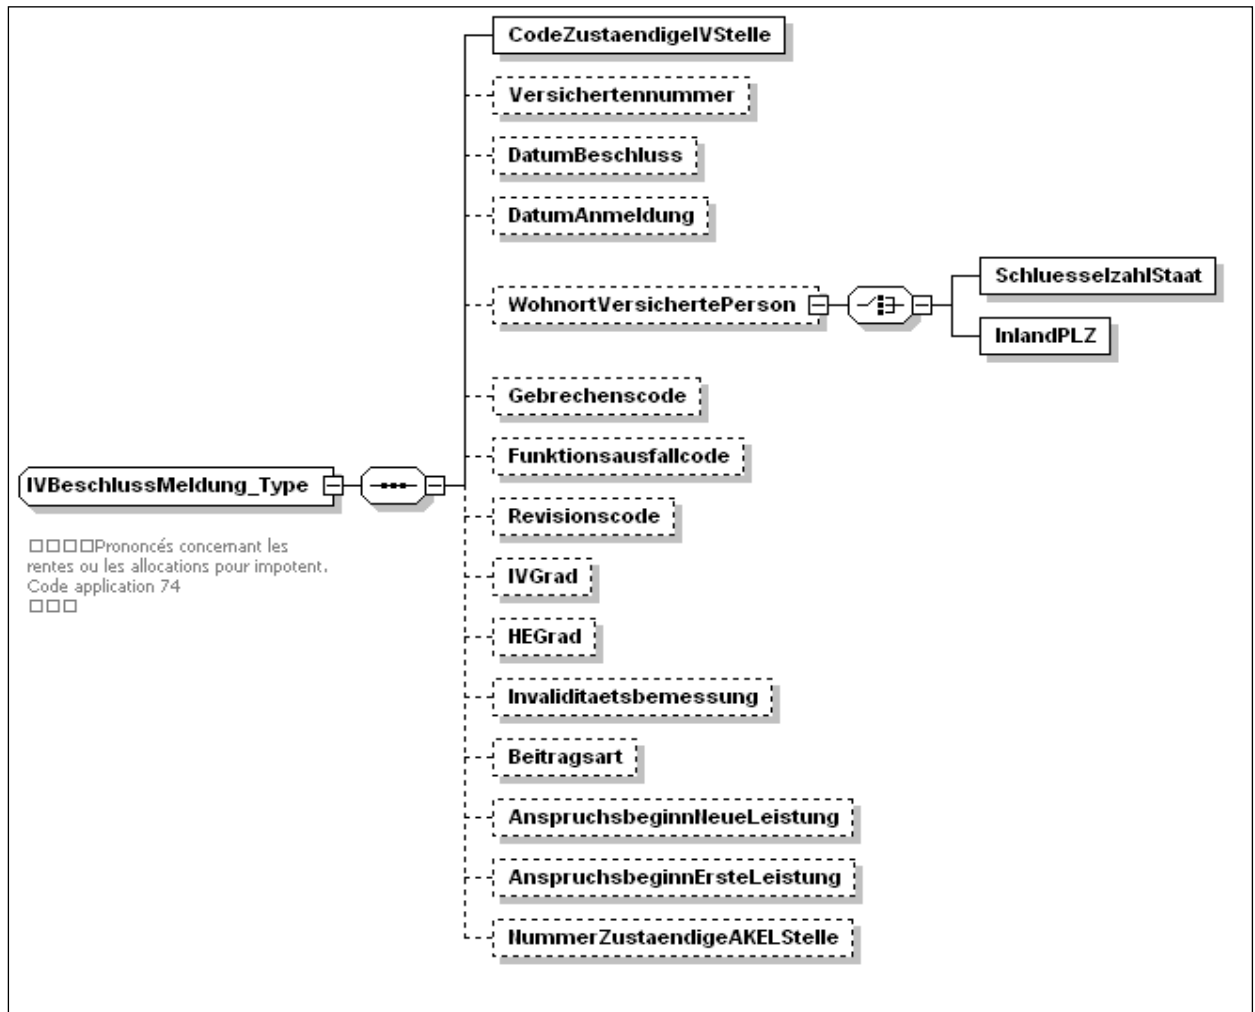 CodeZustaendigeIVStelle
Versichertennummer
DatumBeschluss
DatumAnmeldung
WohnortVersichertePerson
SchluesselzahlStaat
InlandPLZ
Gebrechenscode
Funktionsausfallcode
IVBeschlussMeldung_Type
□□□□Prononcés concernant les
rentes ou les allocations pour impotent.
Code application 74
□□□
Revisionscode
IVGrad
HEGrad
Invaliditaetsbemessung
Beitragsart
AnspruchsbeginnNeueLeistung
AnspruchsbeginnErsteLeistung
NummerZustaendigeAKELStelle